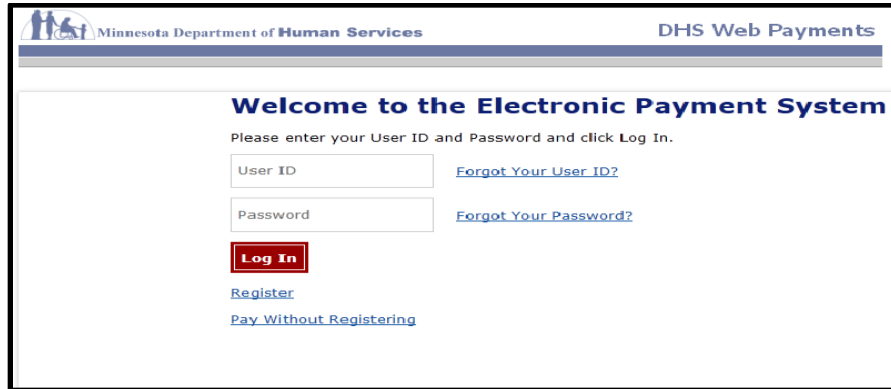 Minnesota Department of Human Services DHS Web Payments
Welcome to the Electronic Payment System
Please enter your User ID and Password and click Log In.
User ID Forgot Your User ID?
Password Forgot Your Password?
Log In
Register
Pay Without Registering